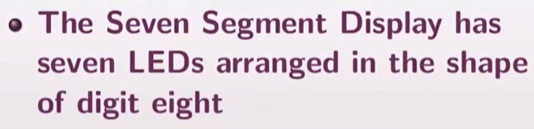 The Seven Segment Display has
seven LEDs arranged in the shape
of digit eight